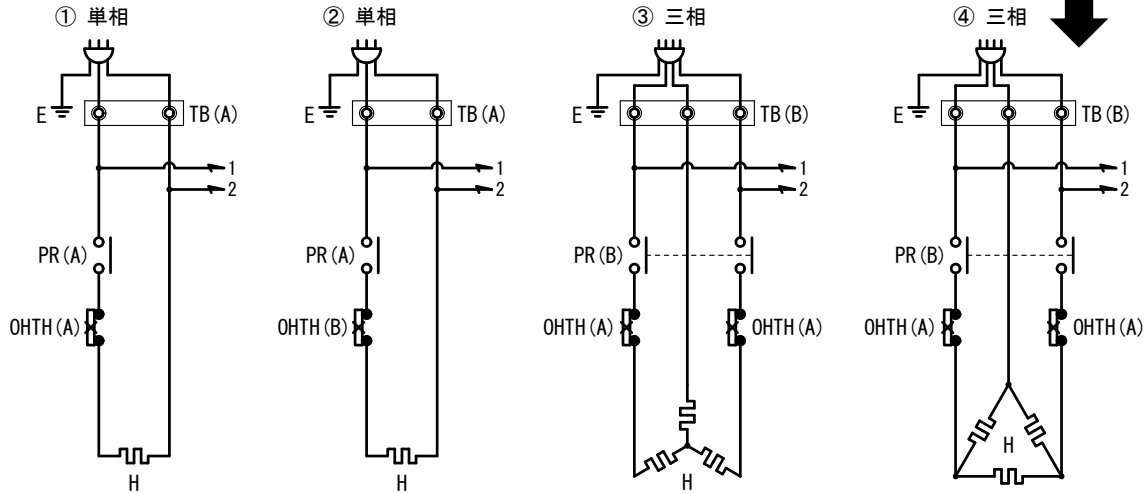 ① 単相 ② 単相 ③ 三相 ④ 三相
E TB(A) E TB(A) E TB(B) E TB(B)
1 1 1 1
2 2 2 2
PR(A) PR(A) PR(B) PR(B)
OHTH(A) OHTH(B) OHTH(A) OHTH(A) OHTH(A) OHTH(A)
H H H H